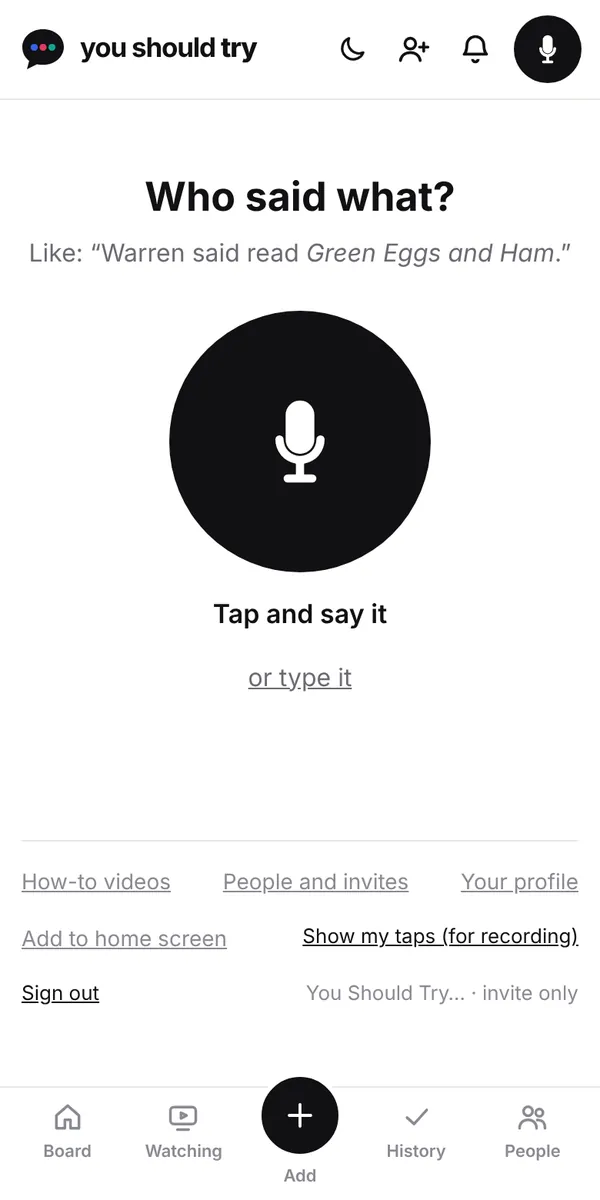 you should try
Who said what?
Like: “Warren said read Green Eggs and Ham.”
Tap and say it
or type it
How-to videos People and invites Your profile
Add to home screen Show my taps (for recording)
Sign out You Should Try... · invite only
Board Watching Add History People